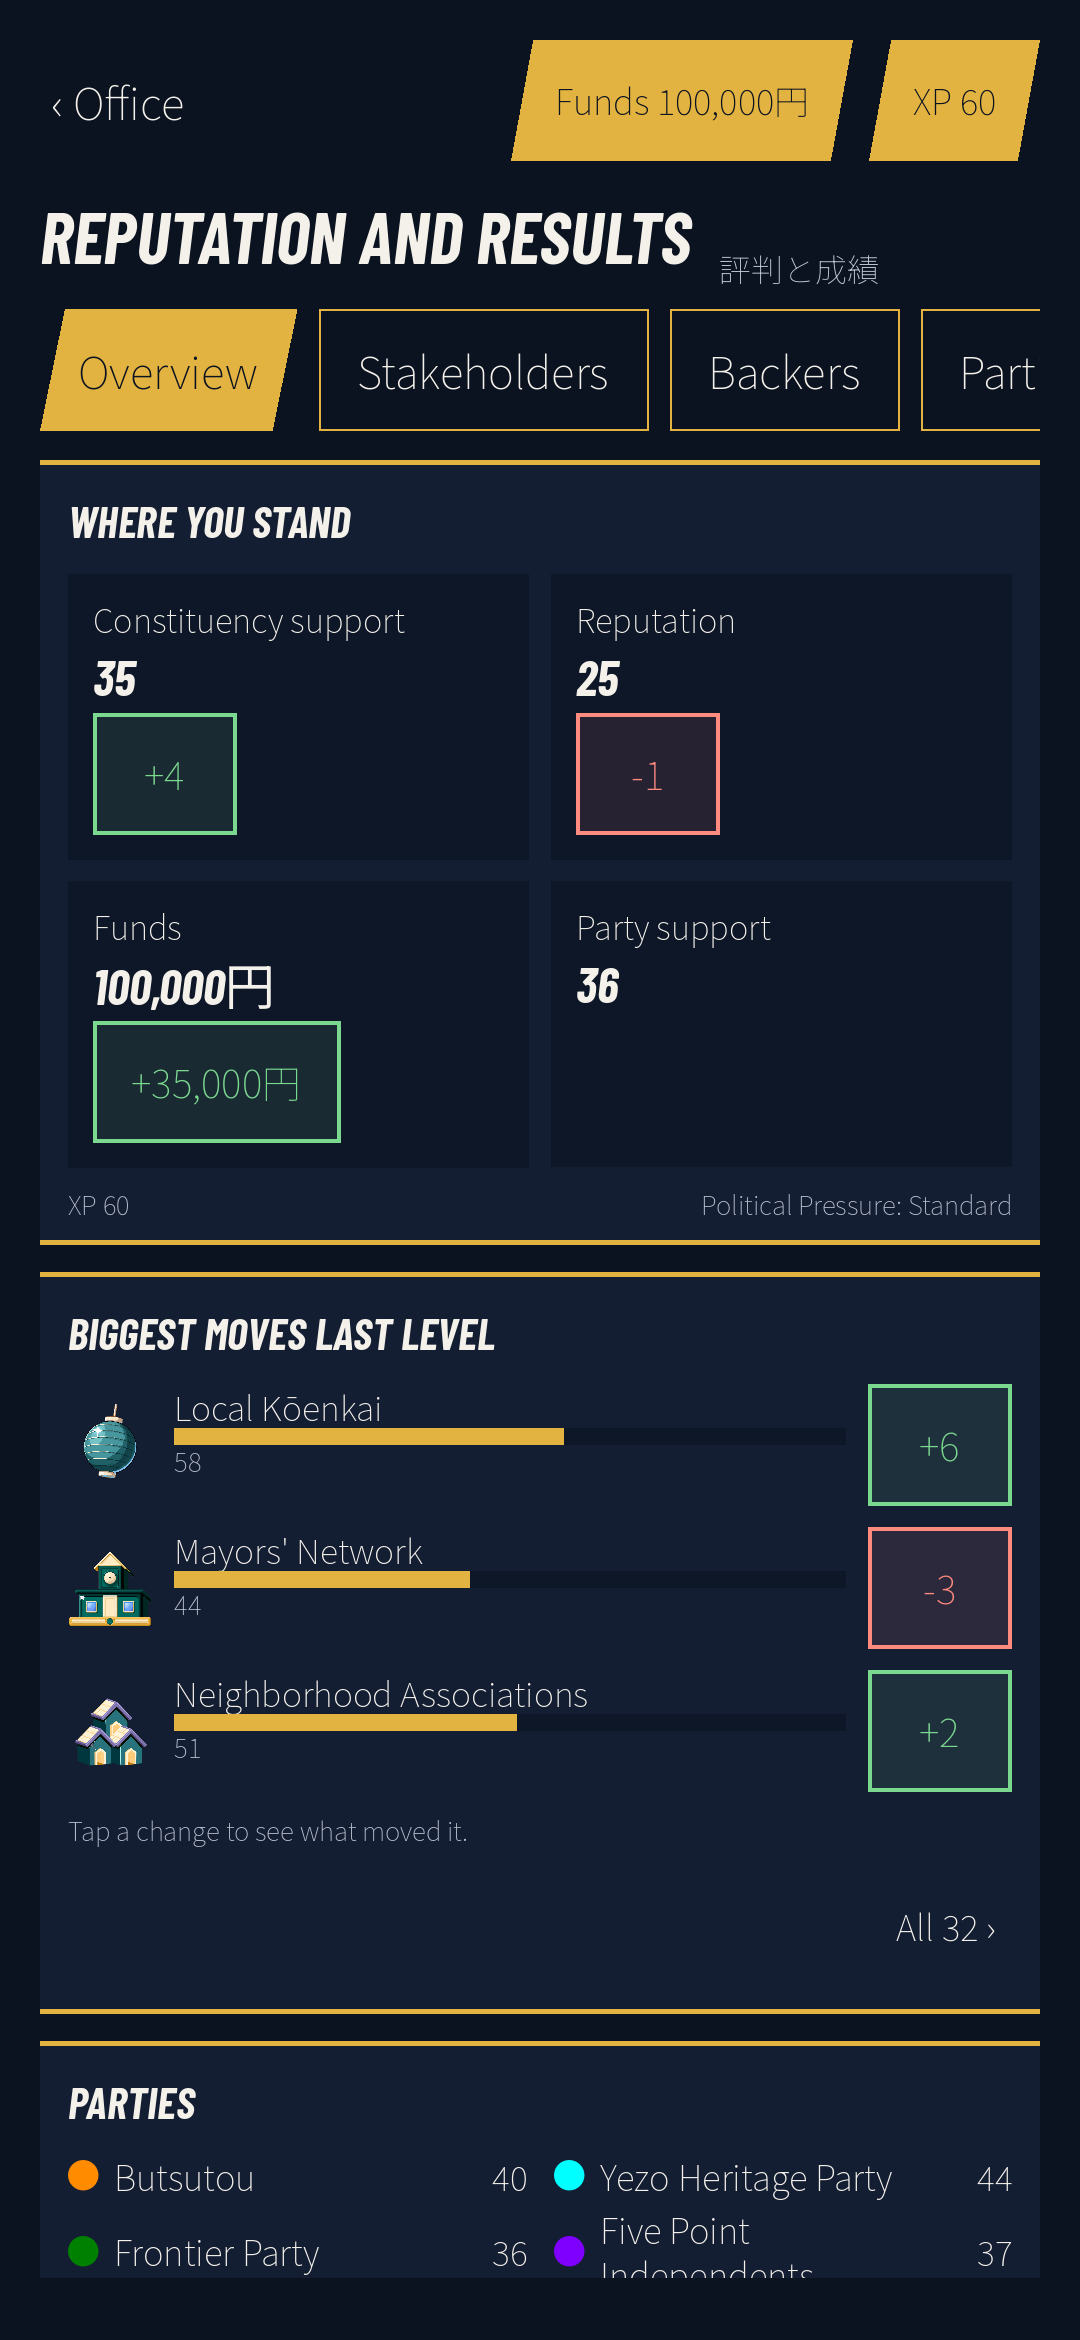 ‹ Office
Funds 100,000円
XP 60
REPUTATION AND RESULTS
評判と成績
Overview
Stakeholders
Backers
Part
WHERE YOU STAND
Constituency support
35
+4
Reputation
25
-1
Funds
100,000円
+35,000円
Party support
36
XP 60
Political Pressure: Standard
BIGGEST MOVES LAST LEVEL
Local Kōenkai
58
+6
Mayors' Network
44
-3
Neighborhood Associations
51
+2
Tap a change to see what moved it.
All 32 ›
PARTIES
Butsutou 40
Yezo Heritage Party 44
Frontier Party 36
Five Point
Independents
37